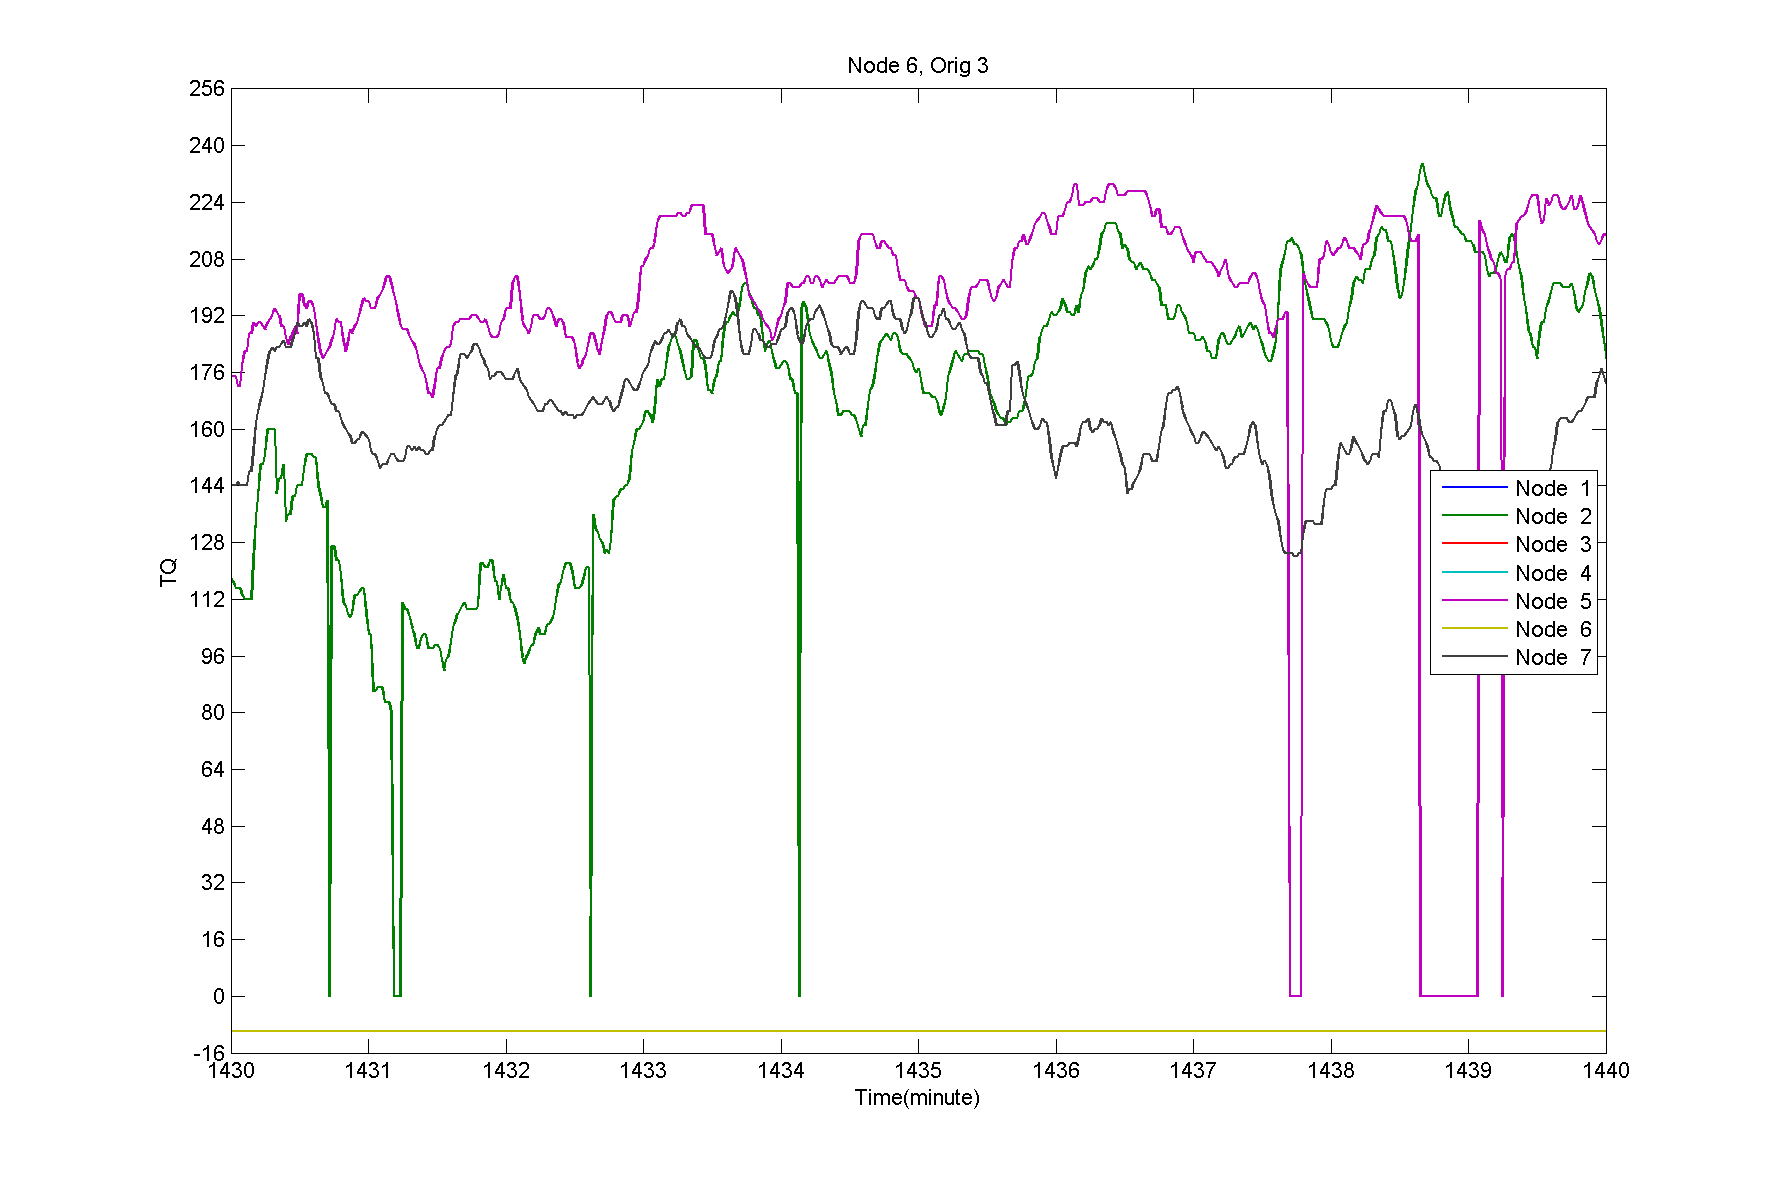 Node 6, Orig 3
256
240
224
208
192
176
160
144
128
112
96
80
64
48
32
16
0
-16
TQ
Node 1
Node 2
Node 3
Node 4
Node 5
Node 6
Node 7
1430 1431 1432 1433 1434 1435 1436 1437 1438 1439 1440
Time(minute)